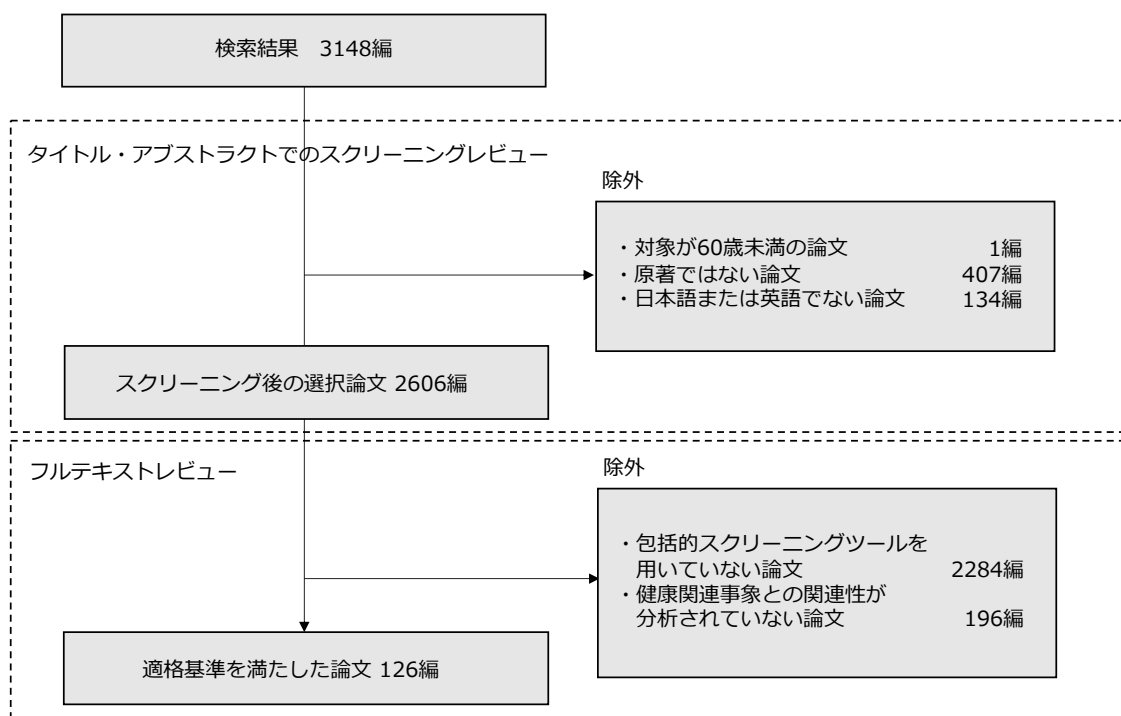 検索結果　3148編
タイトル・アブストラクトでのスクリーニングレビュー
除外
・対象が60歳未満の論文 1編
・原著ではない論文 407編
・日本語または英語でない論文 134編
スクリーニング後の選択論文 2606編
フルテキストレビュー
除外
・包括的スクリーニングツールを
用いていない論文 2284編
・健康関連事象との関連性が
分析されていない論文 196編
適格基準を満たした論文 126編